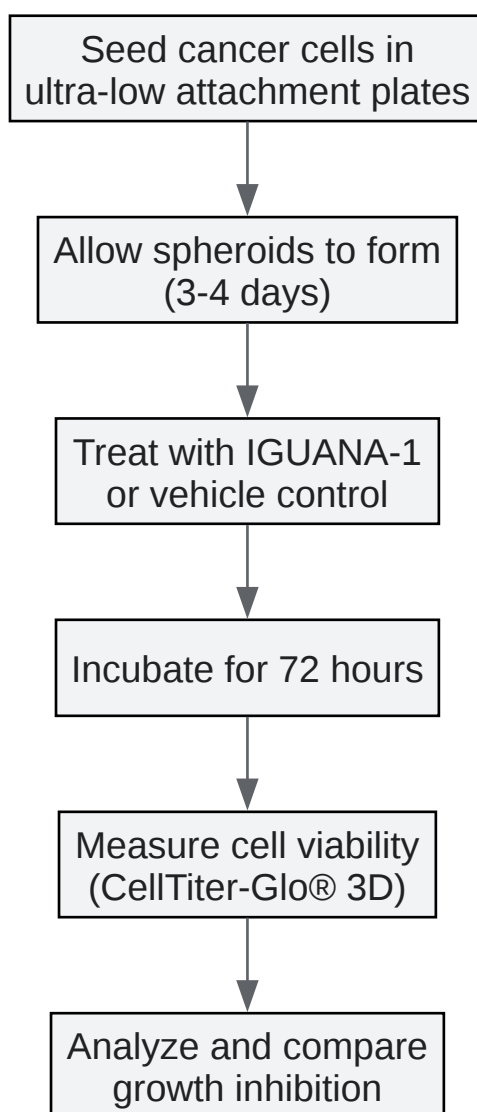 Seed cancer cells in
ultra-low attachment plates
Allow spheroids to form
(3-4 days)
Treat with IGUANA-1
or vehicle control
Incubate for 72 hours
Measure cell viability
(CellTiter-Glo® 3D)
Analyze and compare
growth inhibition